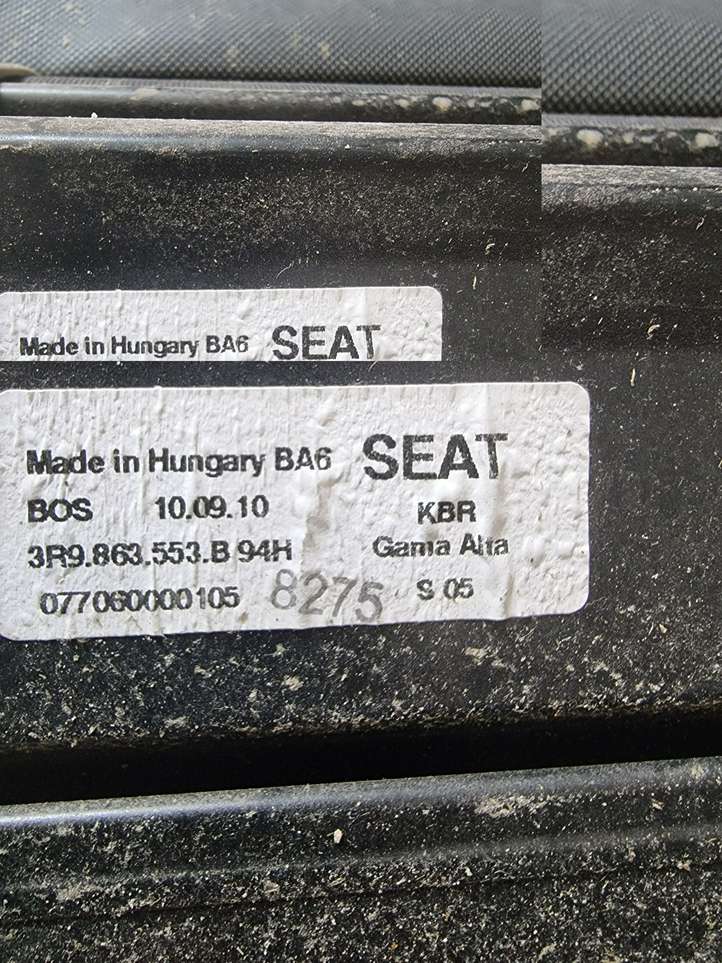 Made in Hungary BA6 SEAT
Made in Hungary BA6 SEAT
BOS 10.09.10 KBR
3R9.863.553.B 94H Gama Alta
077060000105 8275 S 05